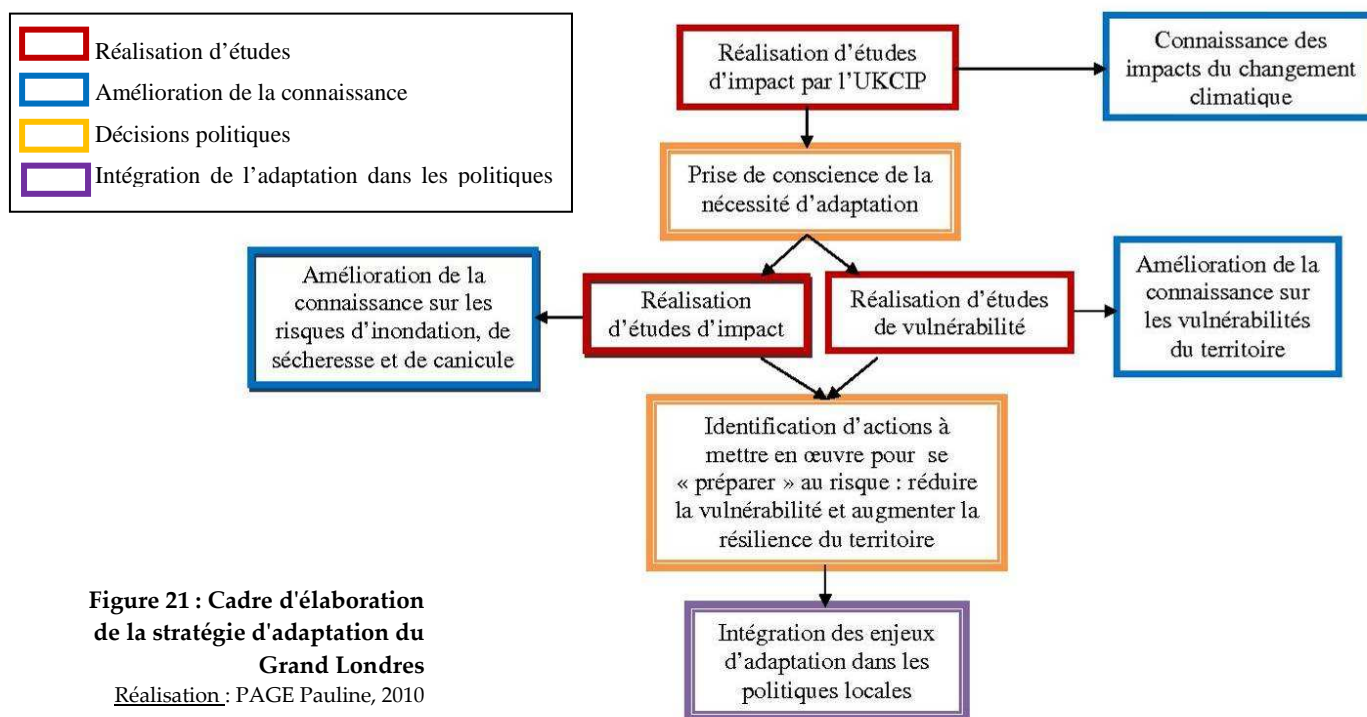 Réalisation d'études
Amélioration de la connaissance
Décisions politiques
Intégration de l'adaptation dans les politiques
Réalisation d'études
d'impact par l'UKCIP
Connaissance des
impacts du changement
climatique
Prise de conscience de la
nécessité d'adaptation
Amélioration de la
connaissance sur les
risques d'inondation, de
sécheresse et de canicule
Réalisation
d'études d'impact
Réalisation d'études
de vulnérabilité
Amélioration de la
connaissance sur
les vulnérabilités
du territoire
Identification d'actions à
mettre en œuvre pour se
« préparer » au risque : réduire
la vulnérabilité et augmenter la
résilience du territoire
Intégration des enjeux
d'adaptation dans les
politiques locales
Figure 21 : Cadre d'élaboration
de la stratégie d'adaptation du
Grand Londres
Réalisation : PAGE Pauline, 2010